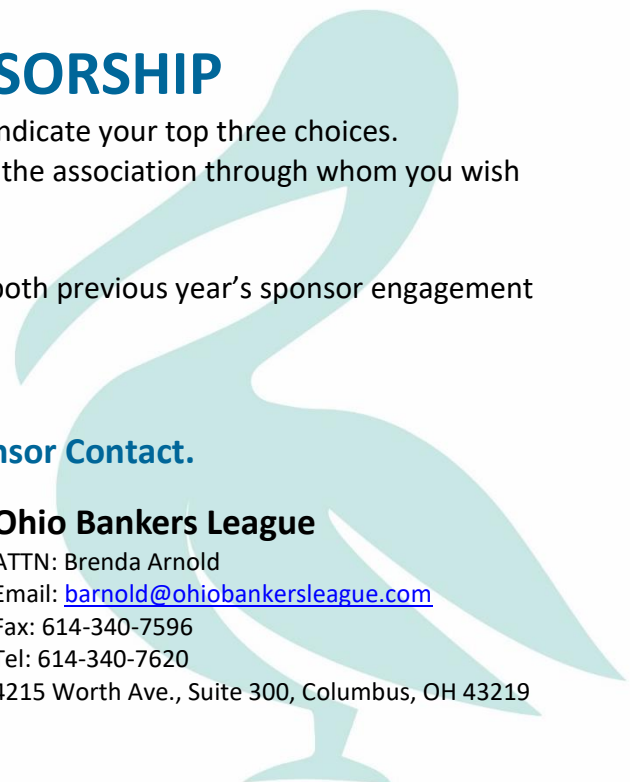 SORSHIP
ndicate your top three choices.
the association through whom you wish
both previous year's sponsor engagement
nsor Contact.
Ohio Bankers League
ATTN: Brenda Arnold
Email: barnold@ohiobankersleague.com
Fax: 614-340-7596
Tel: 614-340-7620
4215 Worth Ave., Suite 300, Columbus, OH 43219